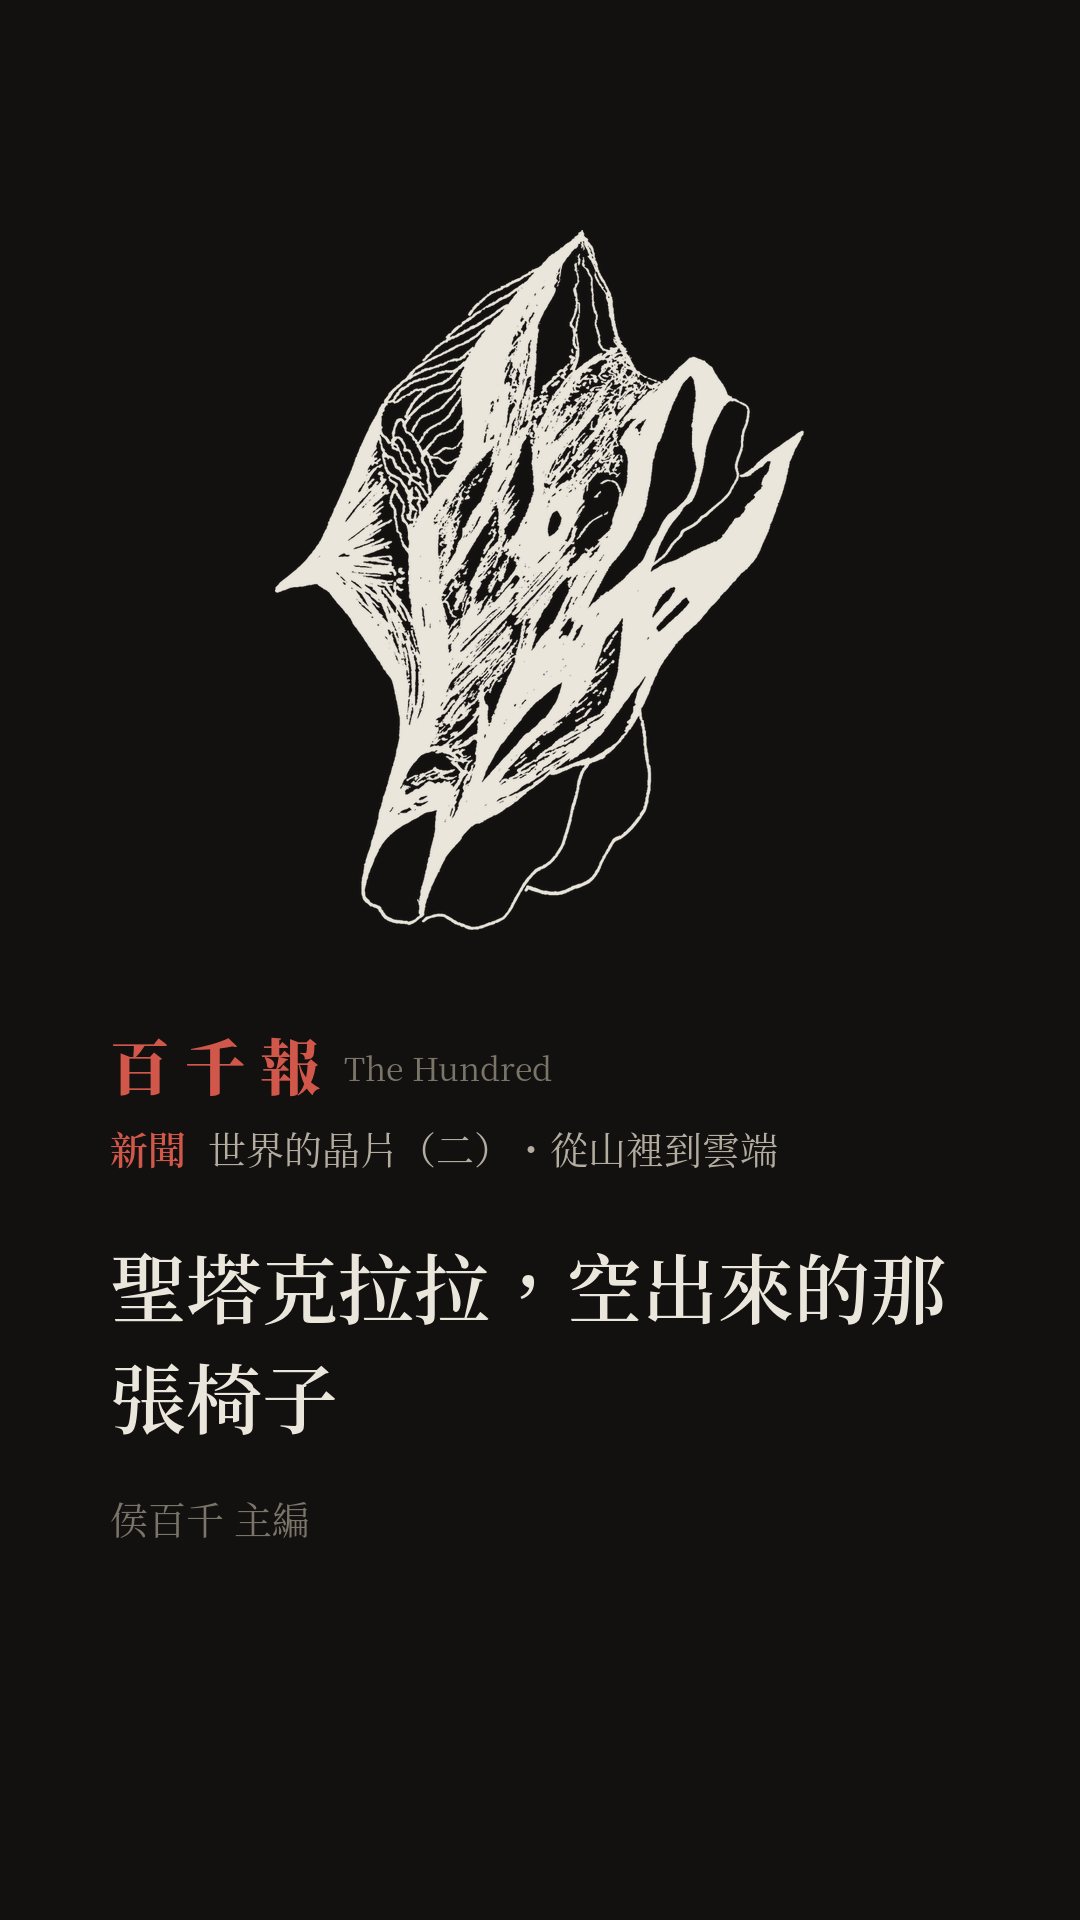 百千報 The Hundred
新聞 世界的晶片（二）・從山裡到雲端
聖塔克拉拉，空出來的那
張椅子
侯百千 主編